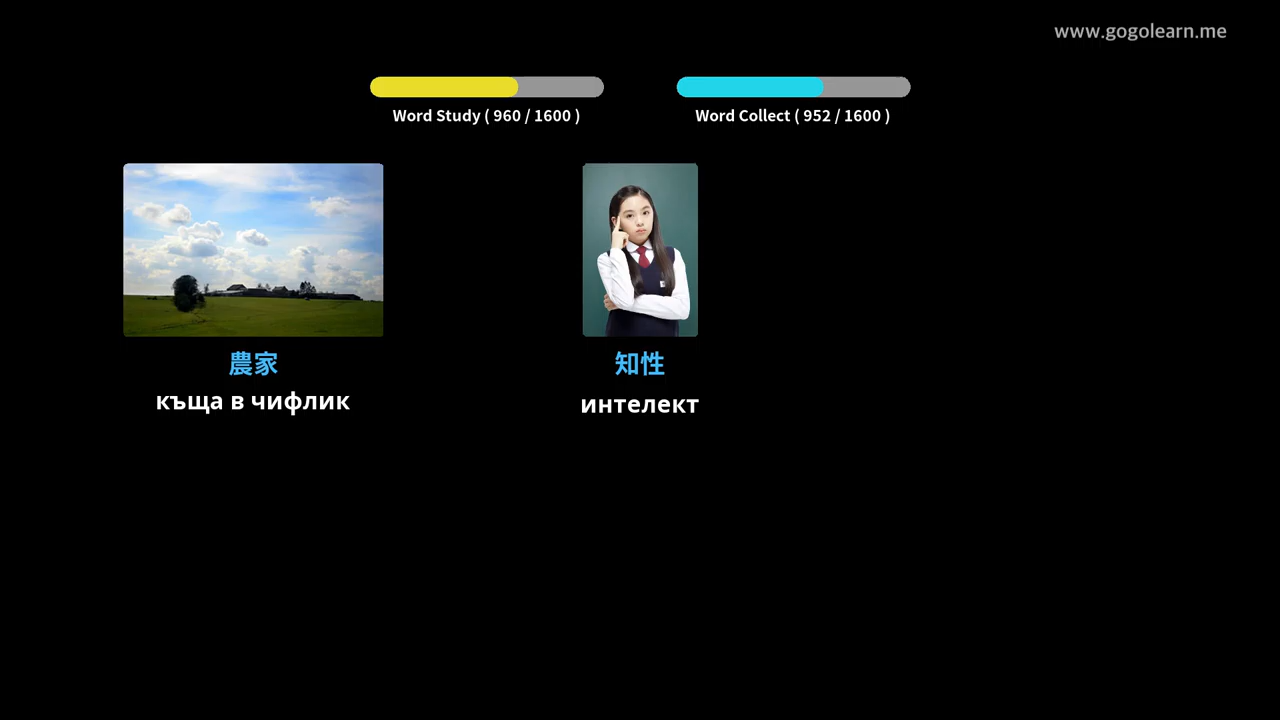 www.gogolearn.me
Word Study ( 960 / 1600 )
Word Collect ( 952 / 1600 )
農家
къща в чифлик
知性
интелект